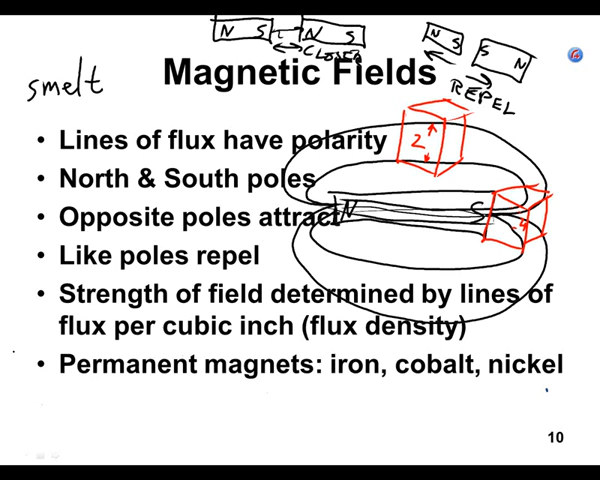 N S N S
CLOSER
N S S N
REPEL
smelt
Magnetic Fields
• Lines of flux have polarity
• North & South poles
• Opposite poles attract
• Like poles repel
• Strength of field determined by lines of
flux per cubic inch (flux density)
• Permanent magnets: iron, cobalt, nickel
2
N S
4
10